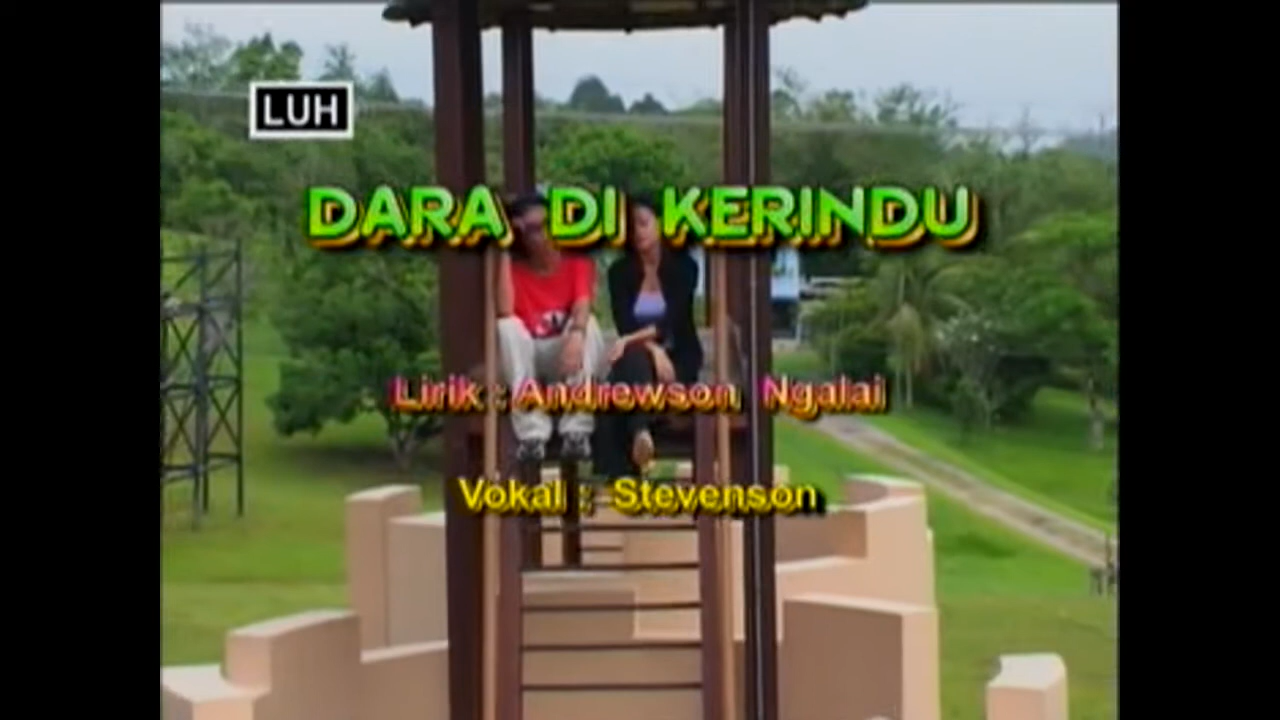 LUH
DARA DI KERINDU
Lirik : Andrewson Ngalai
Vokal : Stevenson